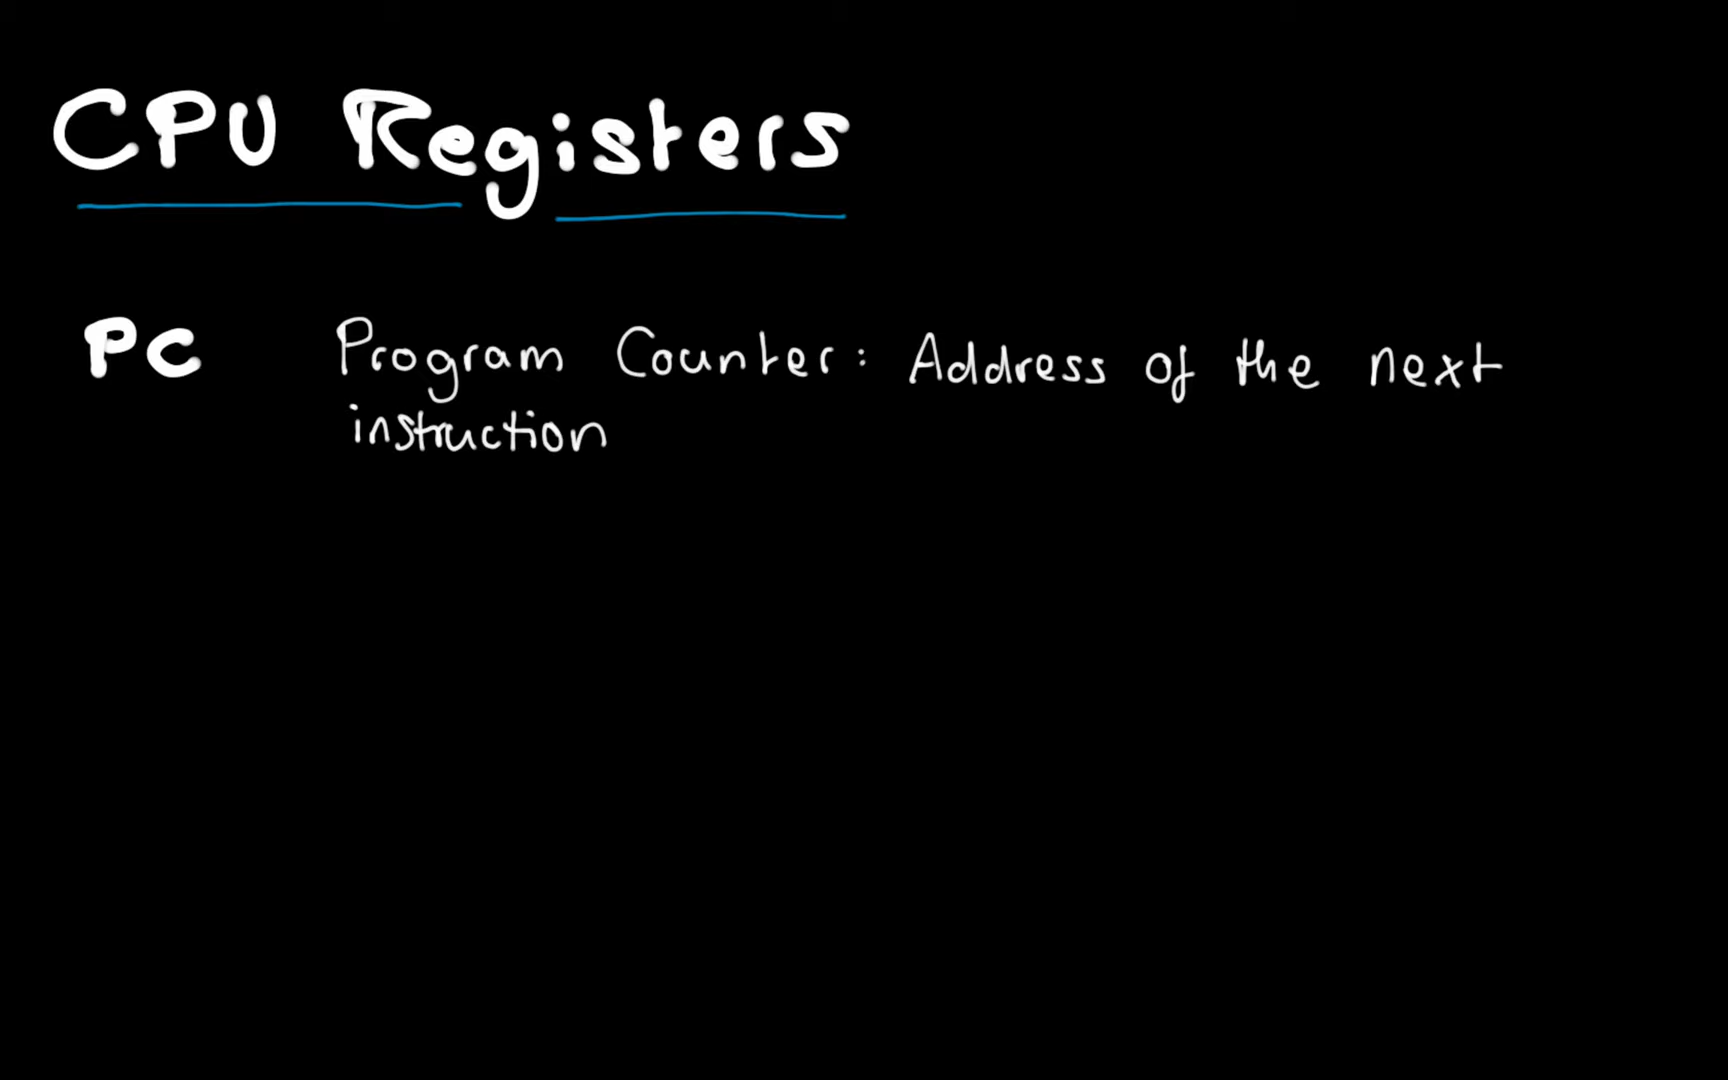 CPU Registers
PC Program Counter: Address of the next
instruction